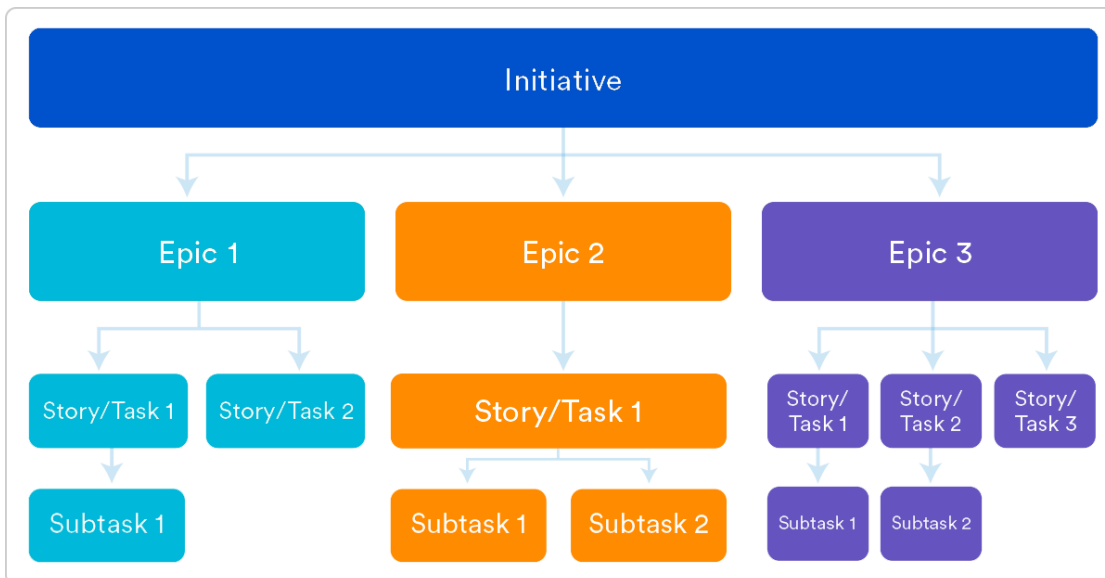 Initiative
Epic 1
Epic 2
Epic 3
Story/Task 1
Story/Task 2
Story/Task 1
Story/
Task 1
Story/
Task 2
Story/
Task 3
Subtask 1
Subtask 1
Subtask 2
Subtask 1
Subtask 2